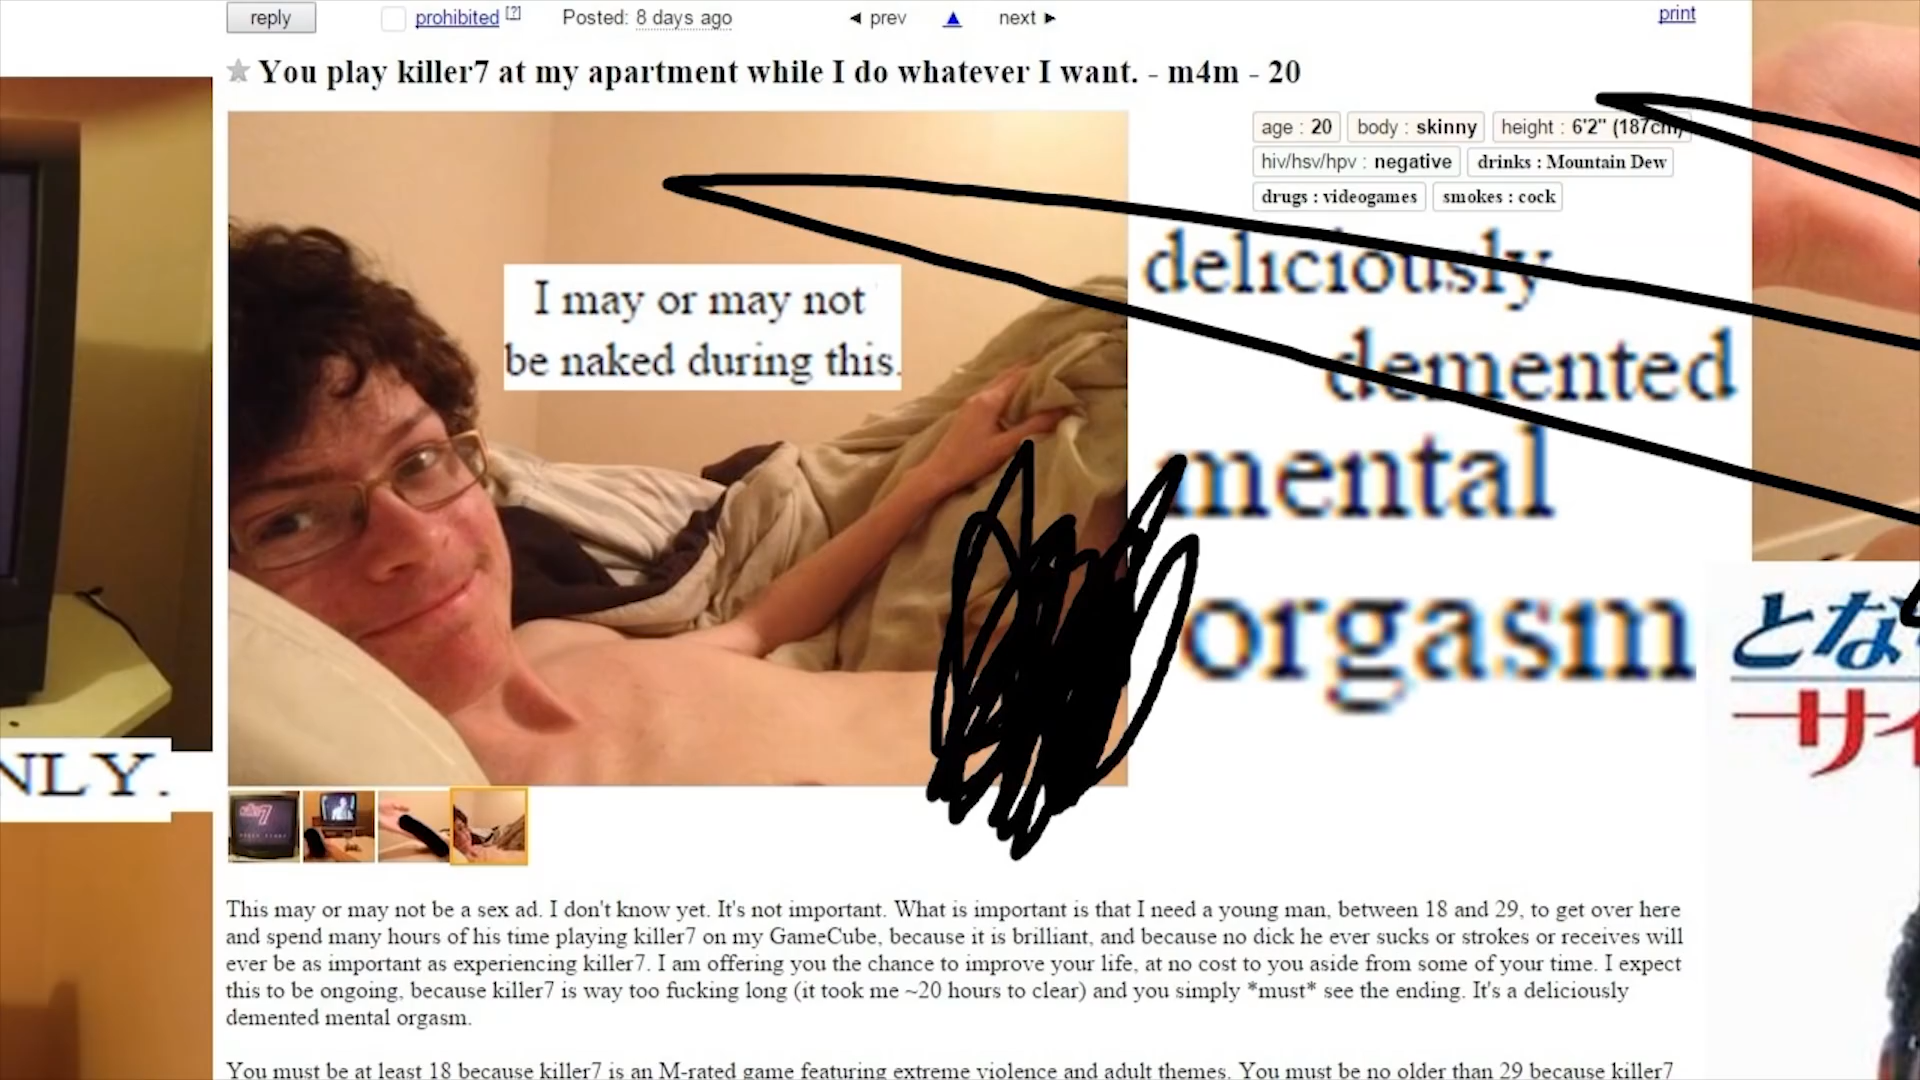 reply
prohibited [?]
Posted: 8 days ago
◄ prev ▲ next ►
print
★ You play killer7 at my apartment while I do whatever I want. - m4m - 20
age : 20
body : skinny
height : 6'2" (187cm)
hiv/hsv/hpv : negative
drinks : Mountain Dew
drugs : videogames
smokes : cock
I may or may not
be naked during this.
deliciously
demented
mental
orgasm
NLY.
とな
サイ
killer7
This may or may not be a sex ad. I don't know yet. It's not important. What is important is that I need a young man, between 18 and 29, to get over here
and spend many hours of his time playing killer7 on my GameCube, because it is brilliant, and because no dick he ever sucks or strokes or receives will
ever be as important as experiencing killer7. I am offering you the chance to improve your life, at no cost to you aside from some of your time. I expect
this to be ongoing, because killer7 is way too fucking long (it took me ~20 hours to clear) and you simply *must* see the ending. It's a deliciously
demented mental orgasm.
You must be at least 18 because killer7 is an M-rated game featuring extreme violence and adult themes. You must be no older than 29 because killer7